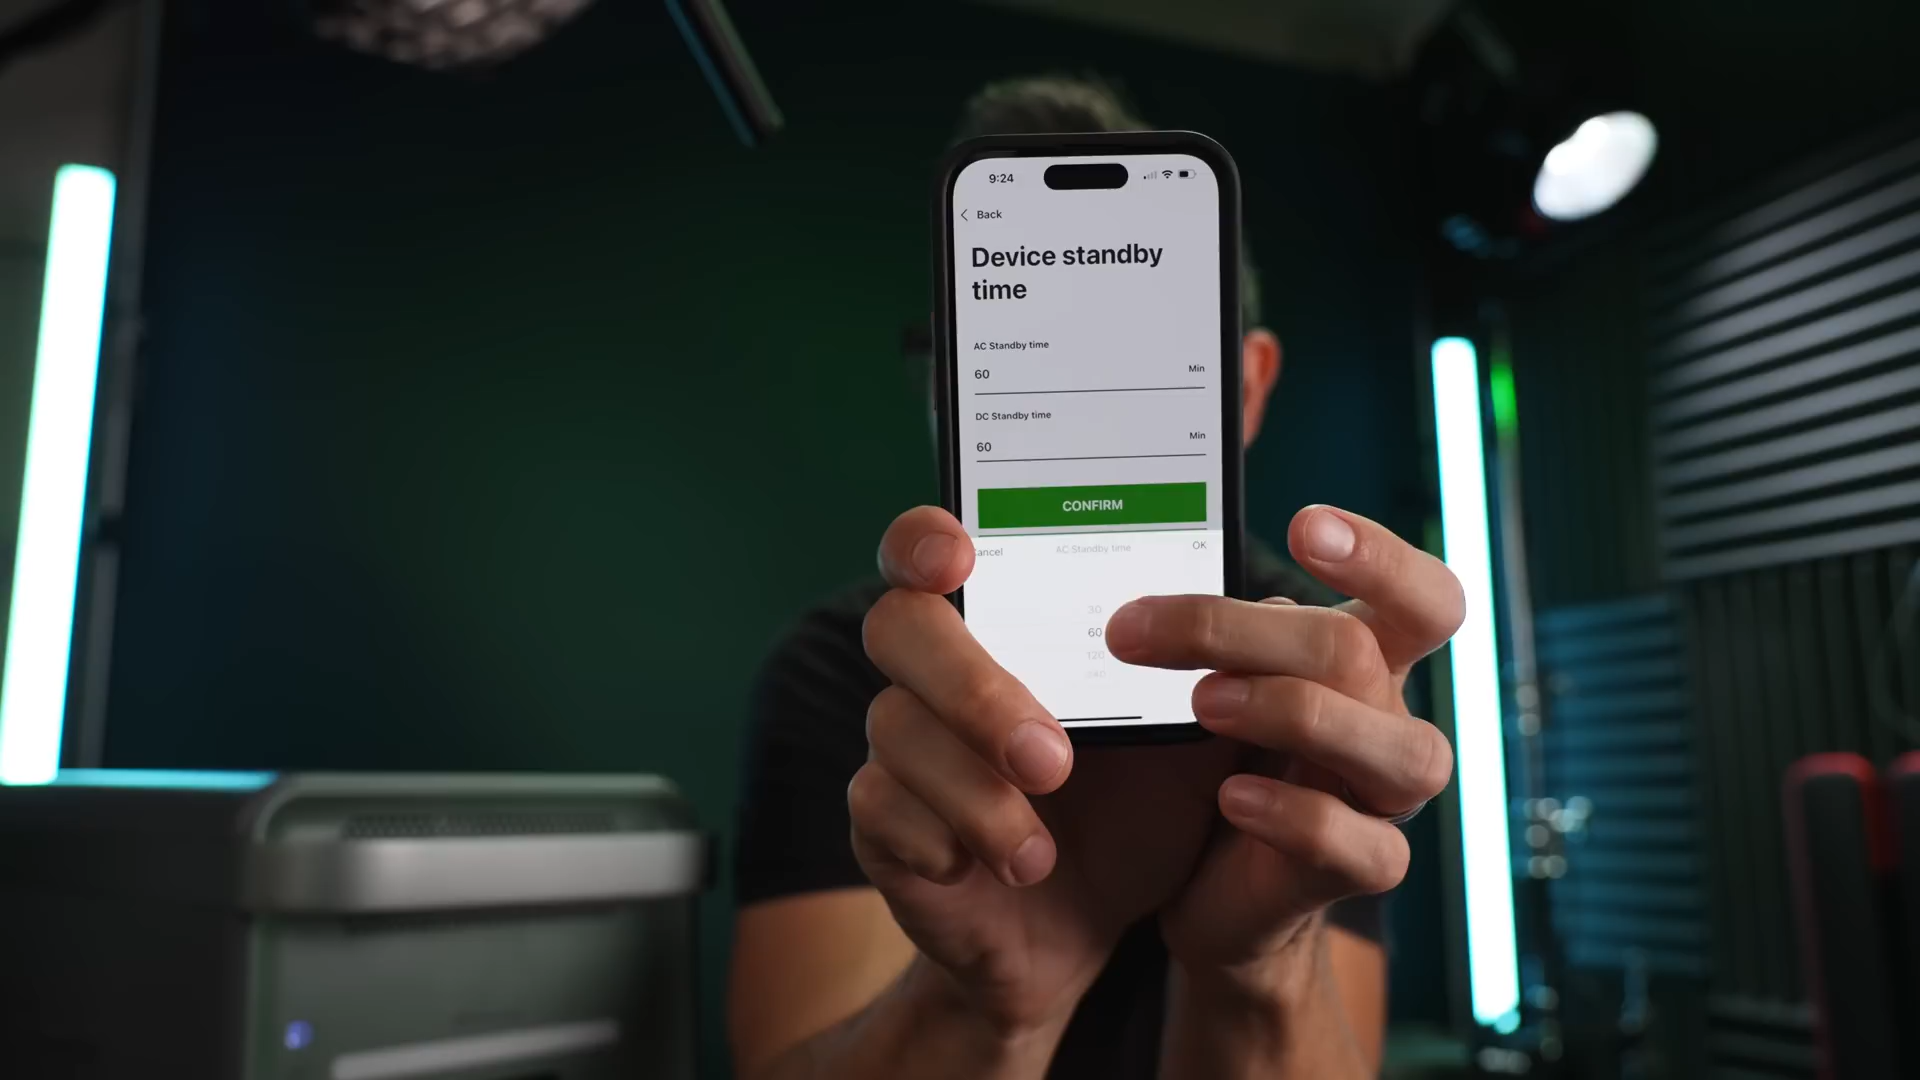 9:24
Back
Device standby
time
AC Standby time
60 Min
DC Standby time
60 Min
CONFIRM
ancel AC Standby time OK
30
60
120
240